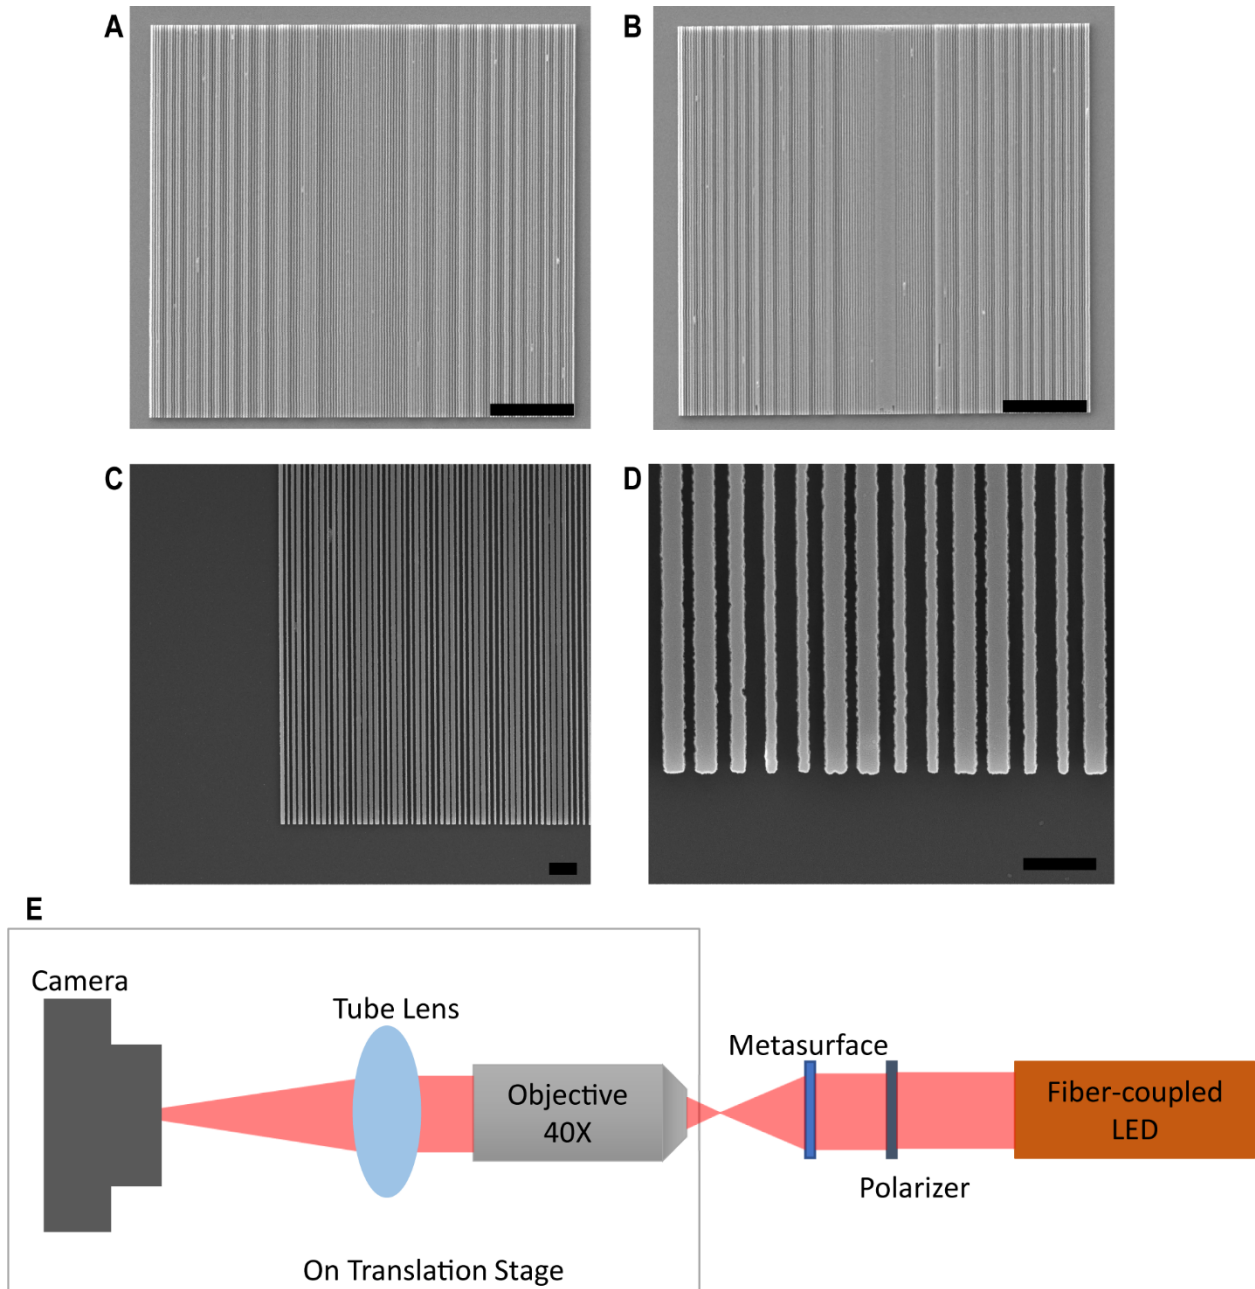 A
B
C
D
E
Camera
Tube Lens
Metasurface
Objective
40X
Fiber-coupled
LED
Polarizer
On Translation Stage